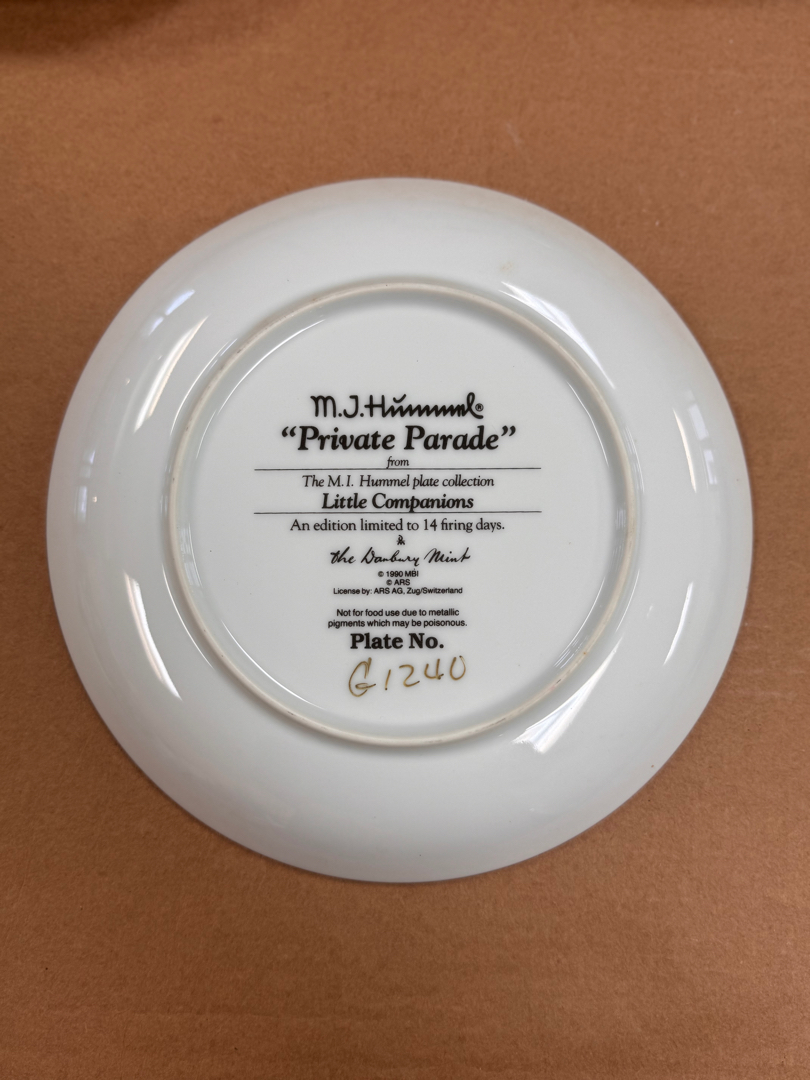 M.J.Hummel®
“Private Parade”
from
The M.I. Hummel plate collection
Little Companions
An edition limited to 14 firing days.
The Danbury Mint
© 1990 MBI
© ARS
License by: ARS AG, Zug/Switzerland
Not for food use due to metallic
pigments which may be poisonous.
Plate No.
G1240